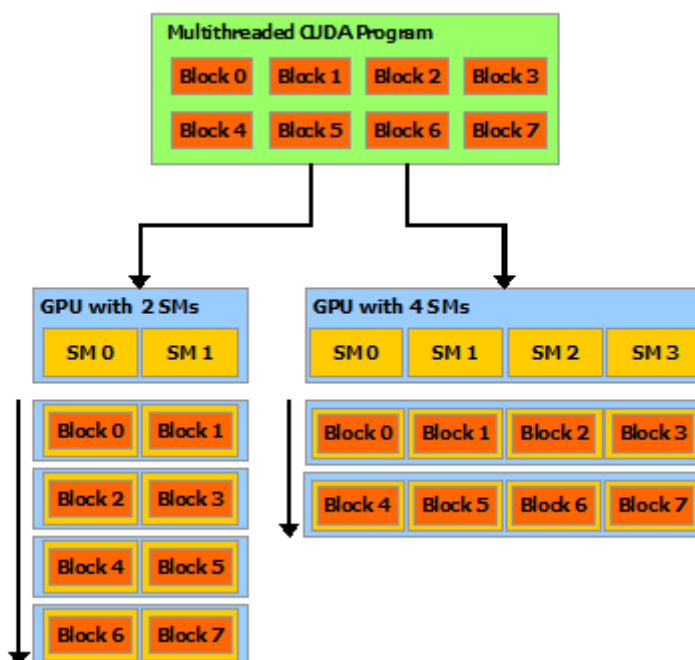 Multithreaded CUDA Program
Block 0 Block 1 Block 2 Block 3
Block 4 Block 5 Block 6 Block 7
GPU with 2 SMs
SM 0 SM 1
Block 0 Block 1
Block 2 Block 3
Block 4 Block 5
Block 6 Block 7
GPU with 4 SMs
SM 0 SM 1 SM 2 SM 3
Block 0 Block 1 Block 2 Block 3
Block 4 Block 5 Block 6 Block 7